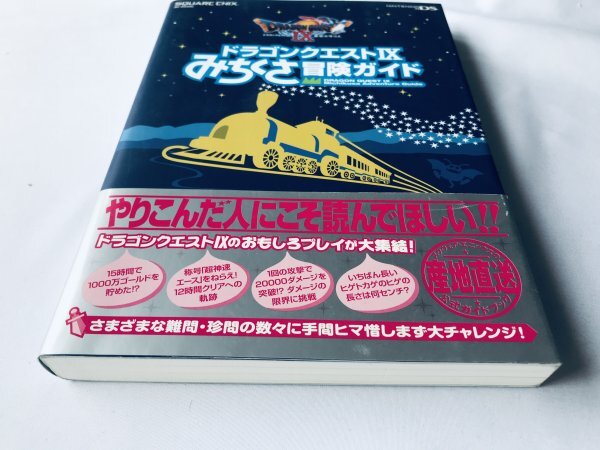 SQUARE ENIX
DRAGON QUEST IX
NINTENDO DS
ドラゴンクエストIX
みちくさ冒険ガイド
DRAGON QUEST IX
Michikusa Adventure Guide
やりこんだ人にこそ読んでほしい!!
ドラゴンクエストIXのおもしろプレイが大集結!
15時間で
1000万ゴールドを
貯めた!?
称号「超神速
エース」をねらえ!
12時間クリアへの
軌跡
1回の攻撃で
20000ダメージを
突破!? ダメージの
限界に挑戦
いちばん長い
ヒゲトカゲのヒゲの
長さは何センチ?
産地直送
さまざまな難問・珍問の数々に手間ヒマ惜しまず大チャレンジ!